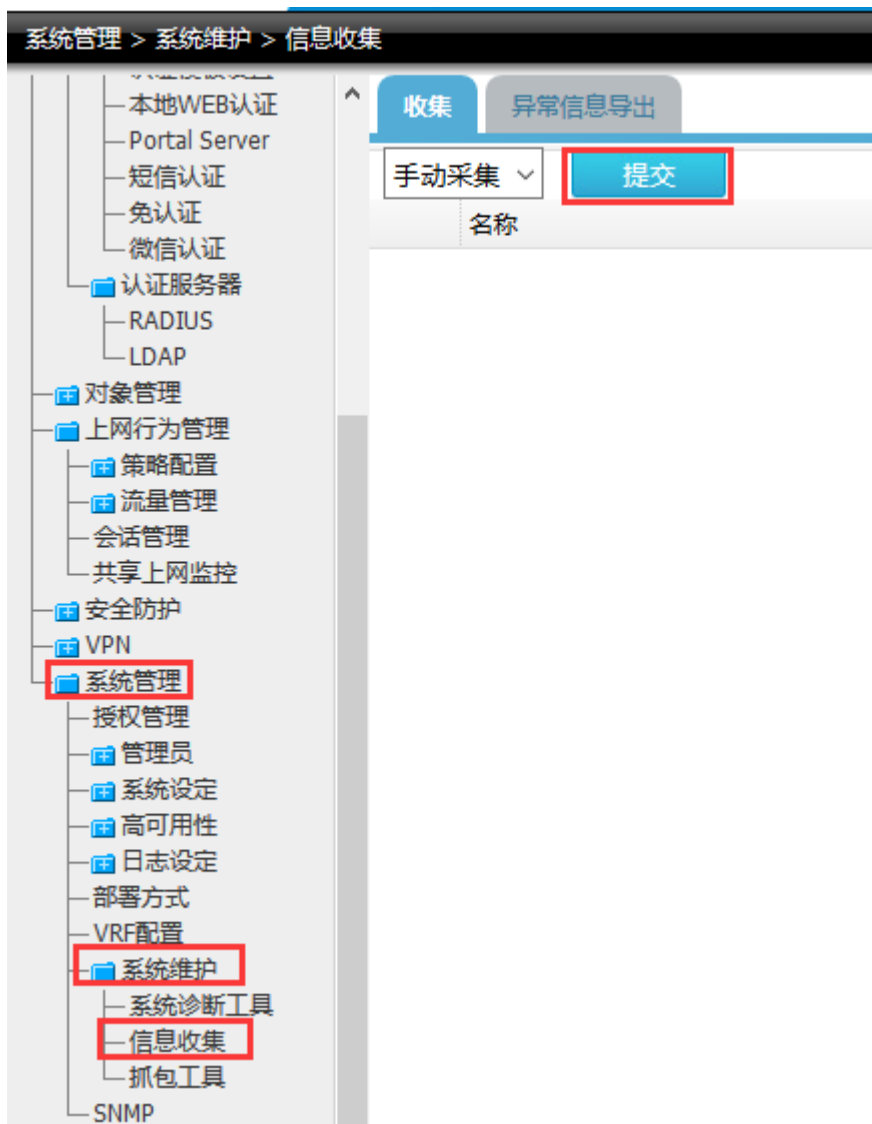 系统管理 > 系统维护 > 信息收集
本地WEB认证
Portal Server
短信认证
免认证
微信认证
认证服务器
RADIUS
LDAP
对象管理
上网行为管理
策略配置
流量管理
会话管理
共享上网监控
安全防护
VPN
系统管理
授权管理
管理员
系统设定
高可用性
日志设定
部署方式
VRF配置
系统维护
系统诊断工具
信息收集
抓包工具
SNMP
收集 异常信息导出
手动采集 提交
名称